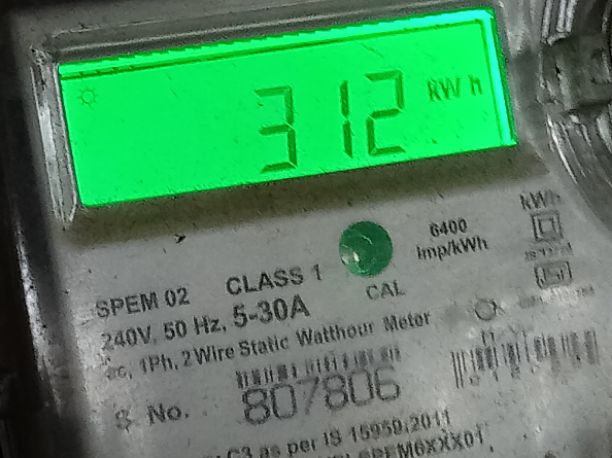 312 kWh
6400
imp/kWh
kWh
CAL
SPEM 02 CLASS 1
240V, 50 Hz, 5-30A
ac, 1Ph, 2 Wire Static Watthour Meter
S No. 807806
as per IS 15959:2011